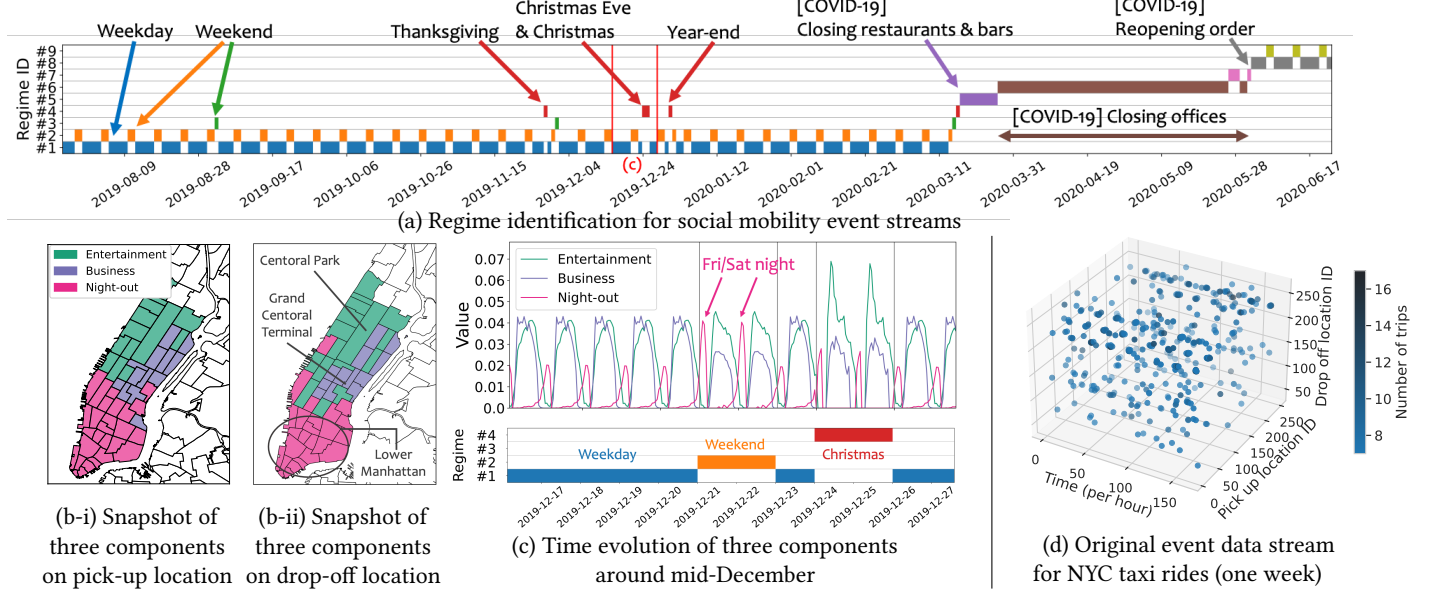 Christmas Eve
[COVID-19]
[COVID-19]
Weekday
Weekend
Thanksgiving
& Christmas
Year-end
Closing restaurants & bars
Reopening order
Regime ID
#9
#8
#7
#6
#5
#4
#3
#2
#1
[COVID-19] Closing offices
(c)
2019-08-09
2019-08-28
2019-09-17
2019-10-06
2019-10-26
2019-11-15
2019-12-04
2019-12-24
2020-01-12
2020-02-01
2020-02-21
2020-03-11
2020-03-31
2020-04-19
2020-05-09
2020-05-28
2020-06-17
(a) Regime identification for social mobility event streams
Entertainment
Business
Night-out
(b-i) Snapshot of
three components
on pick-up location
Centoral Park
Grand
Centoral
Terminal
Lower
Manhattan
(b-ii) Snapshot of
three components
on drop-off location
Value
0.07
0.06
0.05
0.04
0.03
0.02
0.01
0.0
Entertainment
Business
Night-out
Fri/Sat night
Regime
#4
#3
#2
#1
Weekday
Weekend
Christmas
2019-12-17
2019-12-18
2019-12-19
2019-12-20
2019-12-21
2019-12-22
2019-12-23
2019-12-24
2019-12-25
2019-12-26
2019-12-27
(c) Time evolution of three components
around mid-December
250
200
150
100
50
Drop off location ID
250
200
150
100
50
0
Pick up location ID
0
50
100
150
Time (per hour)
16
14
12
10
8
Number of trips
(d) Original event data stream
for NYC taxi rides (one week)